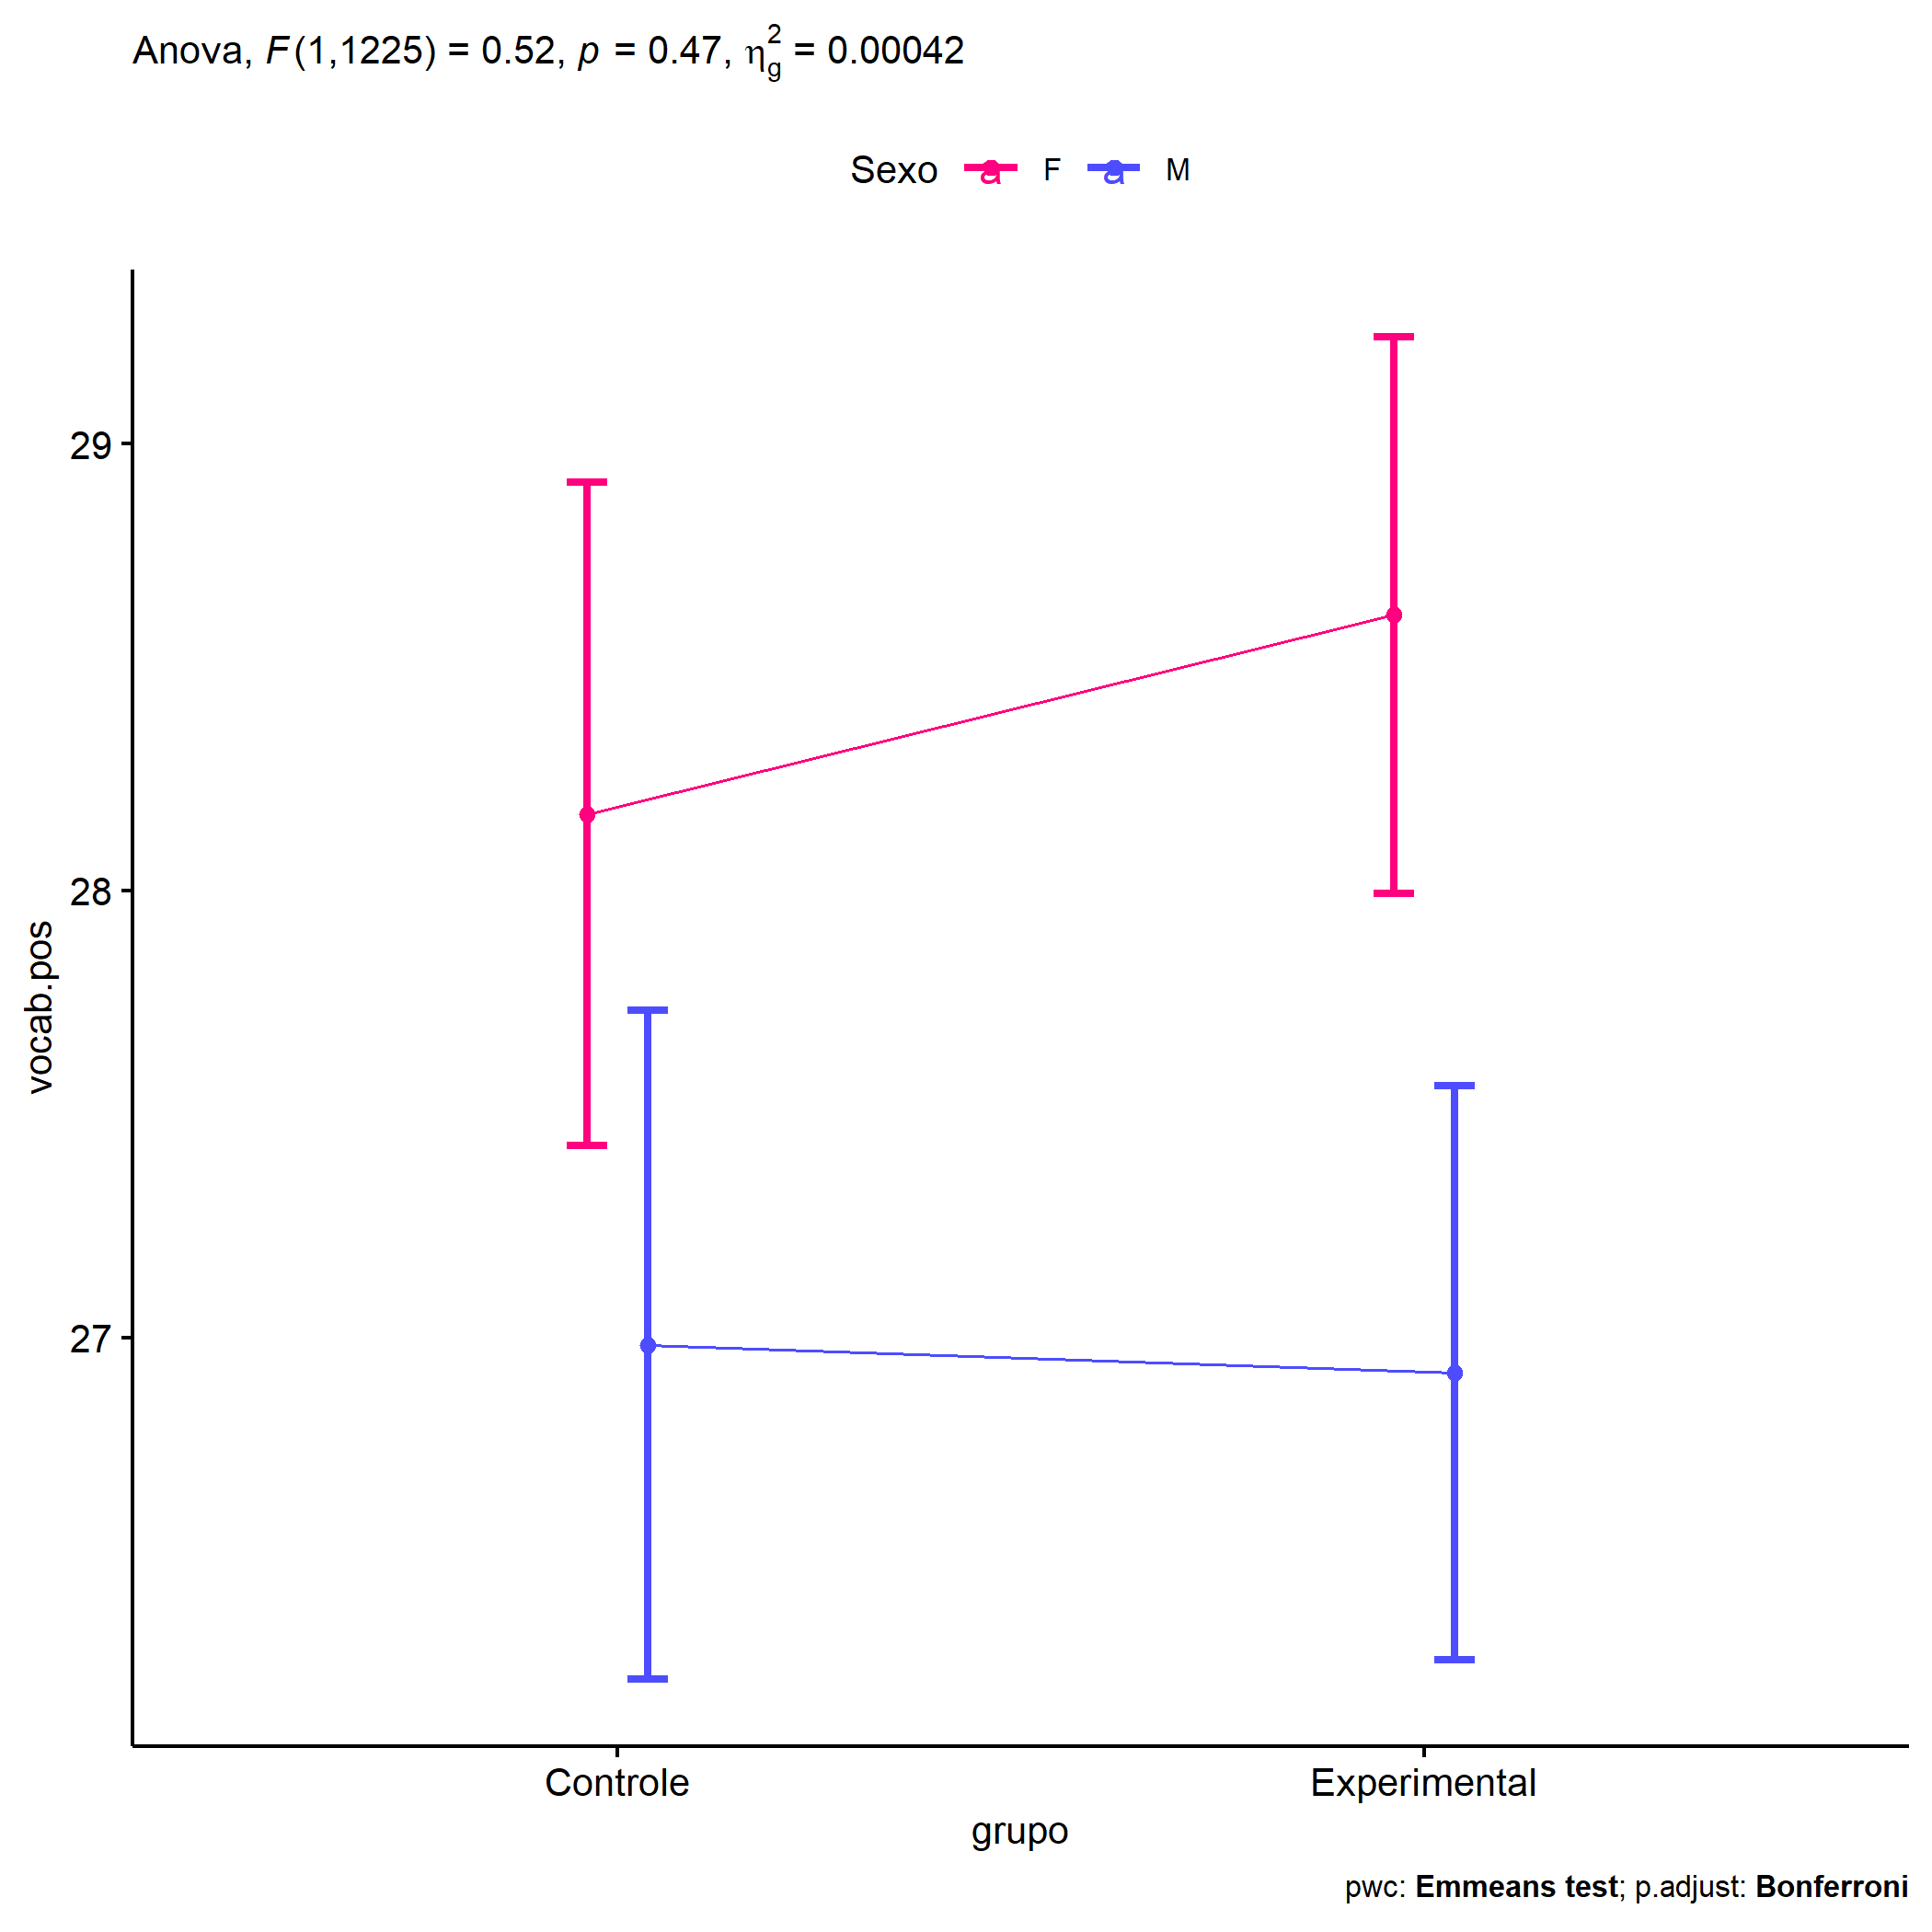 Anova, F(1,1225) = 0.52, p = 0.47, η²g = 0.00042
Sexo a F a M
29
28
27
vocab.pos
Controle Experimental
grupo
pwc: Emmeans test; p.adjust: Bonferroni